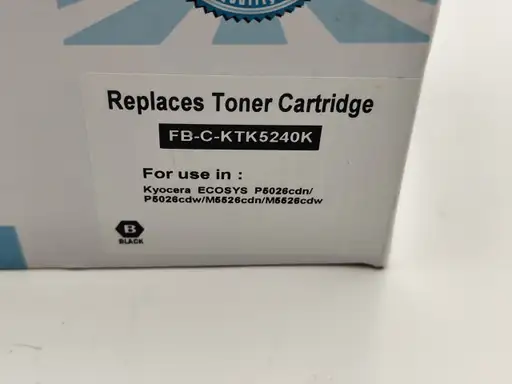 Replaces Toner Cartridge
FB-C-KTK5240K
For use in :
Kyocera ECOSYS P5026cdn/
P5026cdw/M5526cdn/M5526cdw
B
BLACK